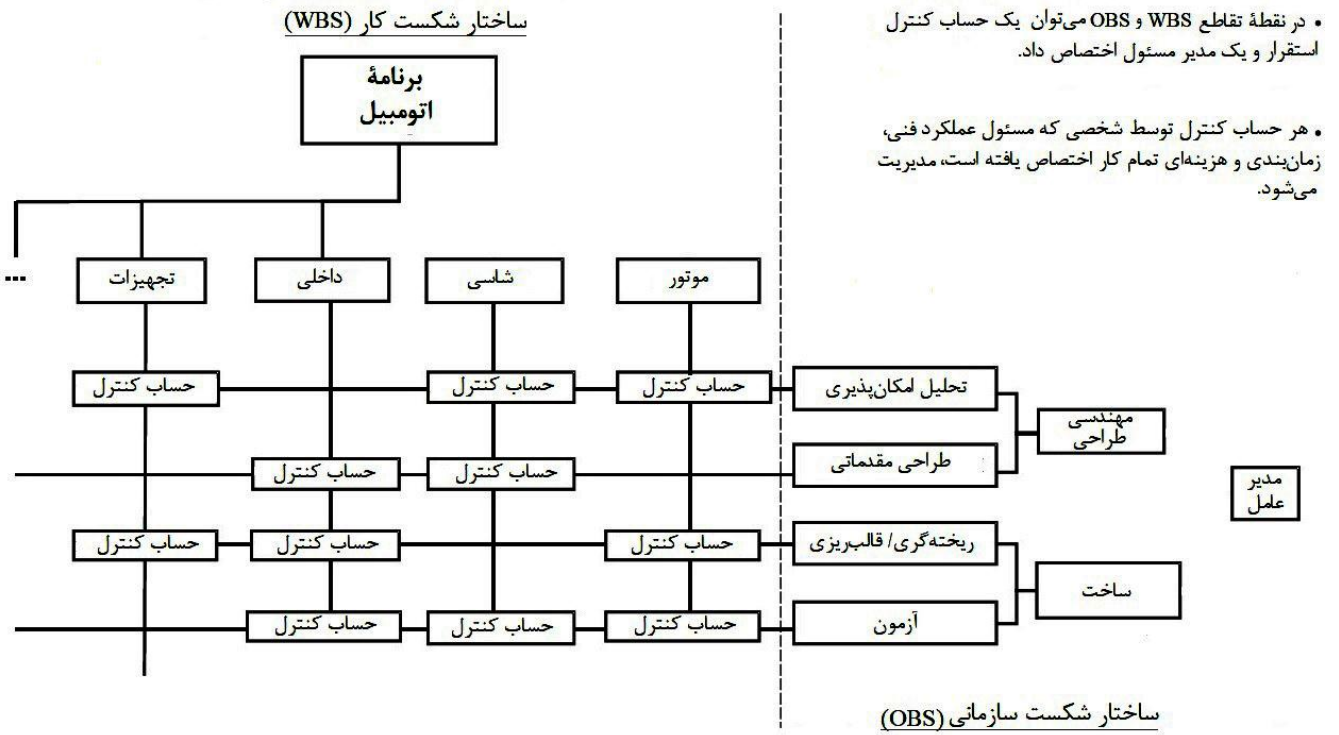 ساختار شکست کار (WBS)
• در نقطهٔ تقاطع WBS و OBS می‌توان یک حساب کنترل
استقرار و یک مدیر مسئول اختصاص داد.
• هر حساب کنترل توسط شخصی که مسئول عملکرد فنی،
زمان‌بندی و هزینه‌ای تمام کار اختصاص یافته است، مدیریت
می‌شود.
برنامهٔ
اتومبیل
موتور
شاسی
داخلی
تجهیزات
...
تحلیل امکان‌پذیری
حساب کنترل
حساب کنترل
حساب کنترل
مهندسی
طراحی
طراحی مقدماتی
حساب کنترل
حساب کنترل
مدیر
عامل
ریخته‌گری/ قالب‌ریزی
حساب کنترل
حساب کنترل
حساب کنترل
ساخت
آزمون
حساب کنترل
حساب کنترل
حساب کنترل
ساختار شکست سازمانی (OBS)